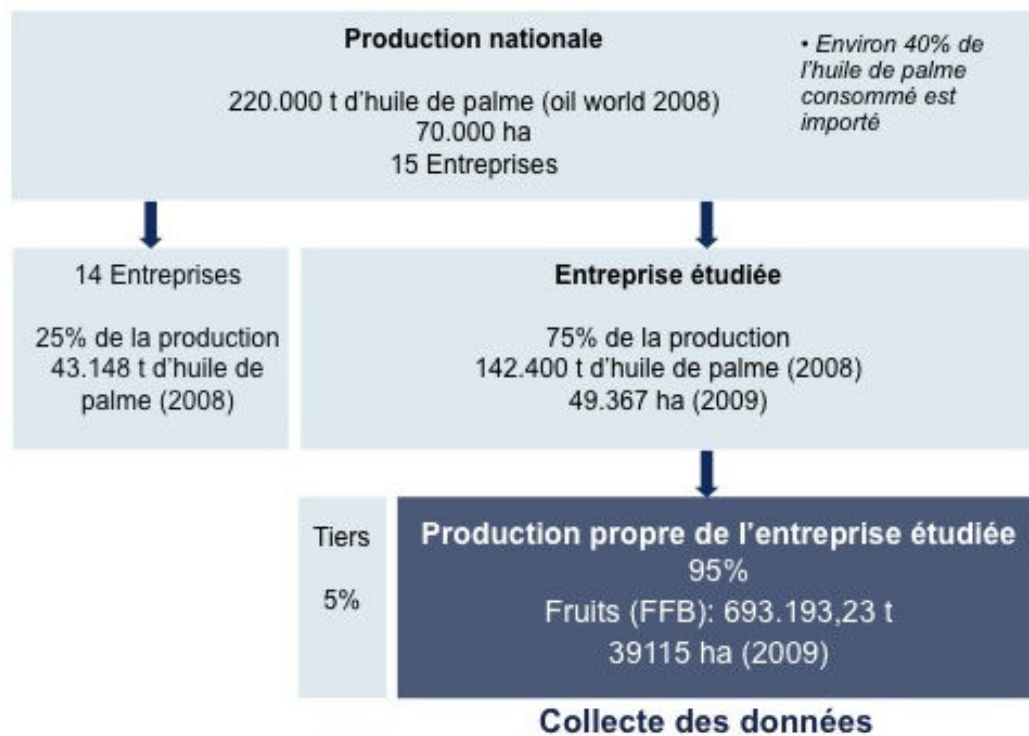 Production nationale
220.000 t d'huile de palme (oil world 2008)
70.000 ha
15 Entreprises
• Environ 40% de
l'huile de palme
consommé est
importé
14 Entreprises
25% de la production
43.148 t d'huile de
palme (2008)
Entreprise étudiée
75% de la production
142.400 t d'huile de palme (2008)
49.367 ha (2009)
Tiers
5%
Production propre de l'entreprise étudiée
95%
Fruits (FFB): 693.193,23 t
39115 ha (2009)
Collecte des données